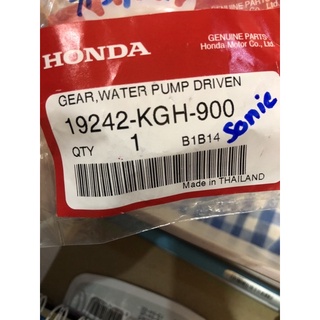 HONDA
GENUINE PARTS
Honda Motor Co., Ltd.
GEAR,WATER PUMP DRIVEN
19242-KGH-900
QTY 1 B1B14
Sonic
Made in THAILAND